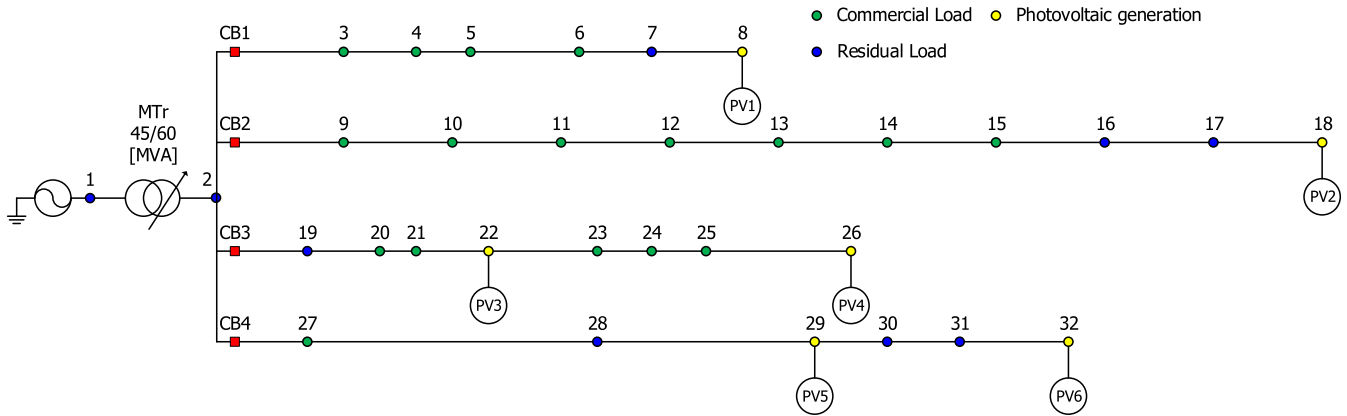 Commercial Load
Photovoltaic generation
Residual Load
CB1
3
4
5
6
7
8
PV1
MTr
45/60
[MVA]
CB2
9
10
11
12
13
14
15
16
17
18
PV2
1
2
CB3
19
20
21
22
23
24
25
26
PV3
PV4
CB4
27
28
29
30
31
32
PV5
PV6